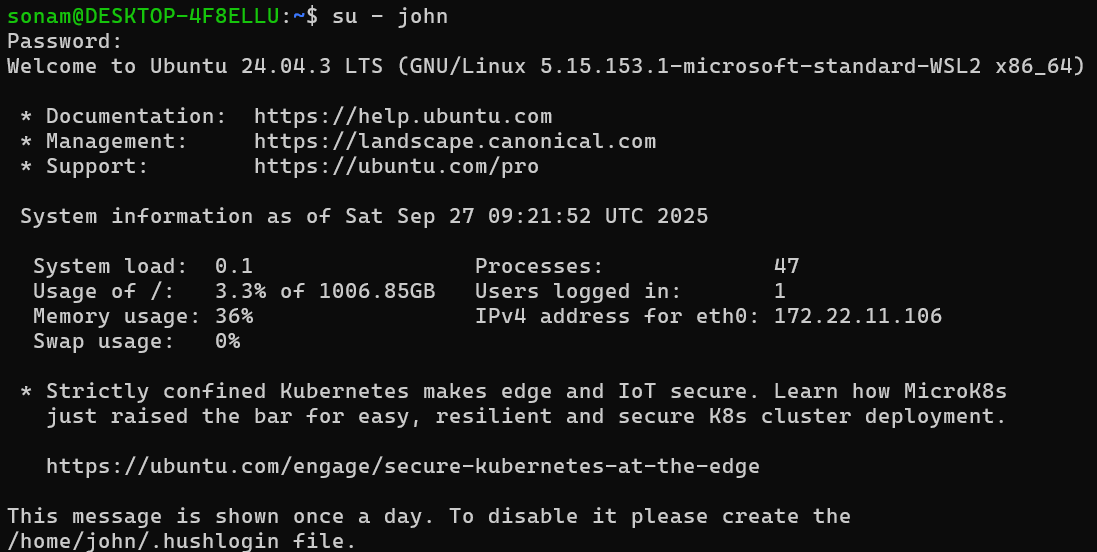 sonam@DESKTOP-4F8ELLU:~$ su - john
Password:
Welcome to Ubuntu 24.04.3 LTS (GNU/Linux 5.15.153.1-microsoft-standard-WSL2 x86_64)

 * Documentation:  https://help.ubuntu.com
 * Management:     https://landscape.canonical.com
 * Support:        https://ubuntu.com/pro

 System information as of Sat Sep 27 09:21:52 UTC 2025

  System load:  0.1                 Processes:             47
  Usage of /:   3.3% of 1006.85GB   Users logged in:       1
  Memory usage: 36%                 IPv4 address for eth0: 172.22.11.106
  Swap usage:   0%

 * Strictly confined Kubernetes makes edge and IoT secure. Learn how MicroK8s
   just raised the bar for easy, resilient and secure K8s cluster deployment.

   https://ubuntu.com/engage/secure-kubernetes-at-the-edge

This message is shown once a day. To disable it please create the
/home/john/.hushlogin file.